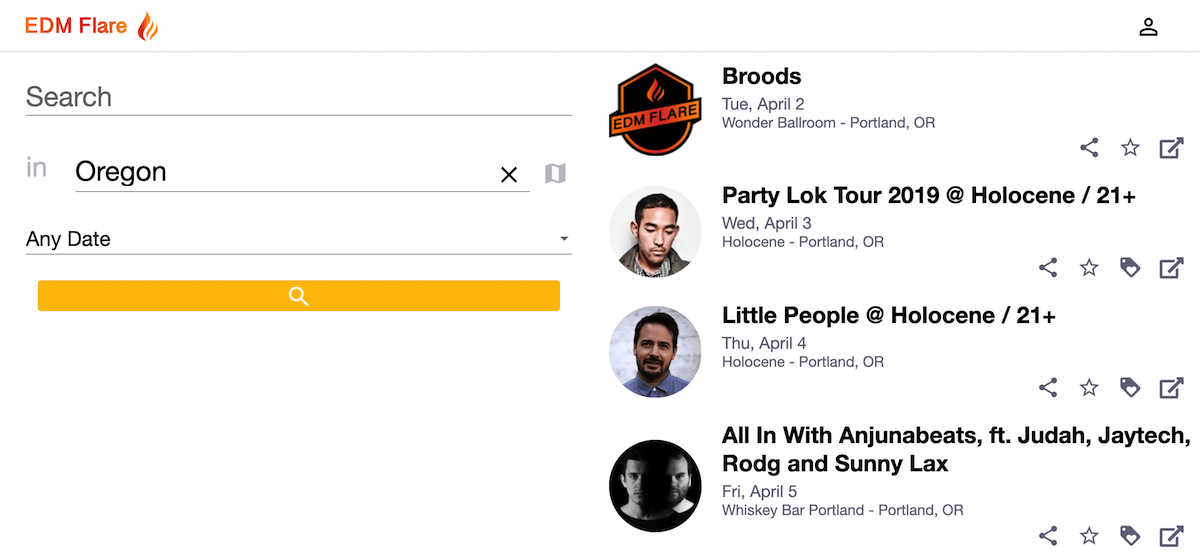 EDM Flare
Search
in Oregon
Any Date
EDM FLARE
Broods
Tue, April 2
Wonder Ballroom - Portland, OR
Party Lok Tour 2019 @ Holocene / 21+
Wed, April 3
Holocene - Portland, OR
Little People @ Holocene / 21+
Thu, April 4
Holocene - Portland, OR
All In With Anjunabeats, ft. Judah, Jaytech,
Rodg and Sunny Lax
Fri, April 5
Whiskey Bar Portland - Portland, OR